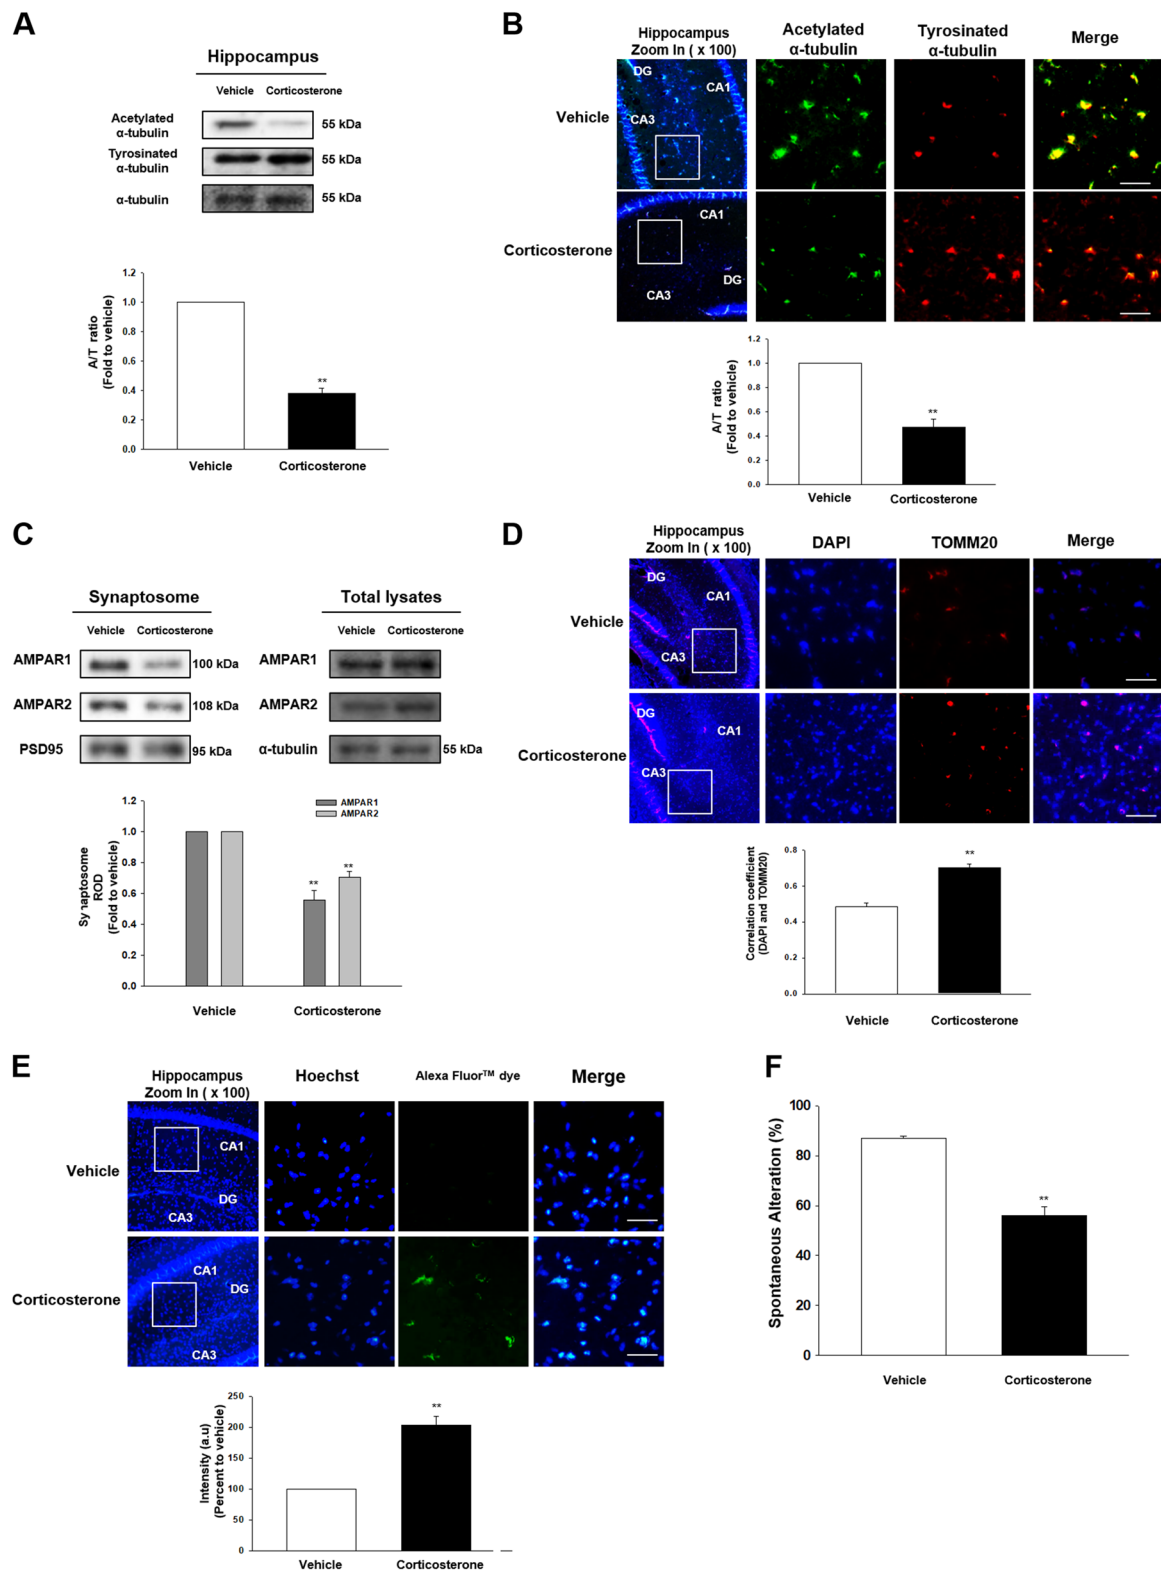 A
Hippocampus
Vehicle Corticosterone
Acetylated
α-tubulin
55 kDa
Tyrosinated
α-tubulin
55 kDa
α-tubulin
55 kDa
A/T ratio
(Fold to vehicle)
1.2
1.0
0.8
0.6
0.4
0.2
0.0
**
Vehicle
Corticosterone
B
Hippocampus
Zoom In ( x 100)
Acetylated
α-tubulin
Tyrosinated
α-tubulin
Merge
Vehicle
DG
CA1
CA3
Corticosterone
CA1
DG
CA3
A/T ratio
(Fold to vehicle)
1.2
1.0
0.8
0.6
0.4
0.2
0.0
**
Vehicle
Corticosterone
C
Synaptosome
Total lysates
Vehicle Corticosterone
Vehicle Corticosterone
AMPAR1
100 kDa
AMPAR1
AMPAR2
108 kDa
AMPAR2
PSD95
95 kDa
α-tubulin
55 kDa
AMPAR1
AMPAR2
Synaptosome
ROD
(Fold to vehicle)
1.2
1.0
0.8
0.6
0.4
0.2
0.0
**
**
Vehicle
Corticosterone
D
Hippocampus
Zoom In ( x 100)
DAPI
TOMM20
Merge
Vehicle
DG
CA1
CA3
Corticosterone
DG
CA1
CA3
Correlation coefficient
(DAPI and TOMM20)
0.8
0.6
0.4
0.2
0.0
**
Vehicle
Corticosterone
E
Hippocampus
Zoom In ( x 100)
Hoechst
Alexa Fluor™ dye
Merge
Vehicle
CA1
DG
CA3
Corticosterone
CA1
DG
CA3
Intensity (a.u)
(Percent to vehicle)
250
200
150
100
50
0
**
Vehicle
Corticosterone
F
Spontaneous Alteration (%)
100
80
60
40
20
0
**
Vehicle
Corticosterone